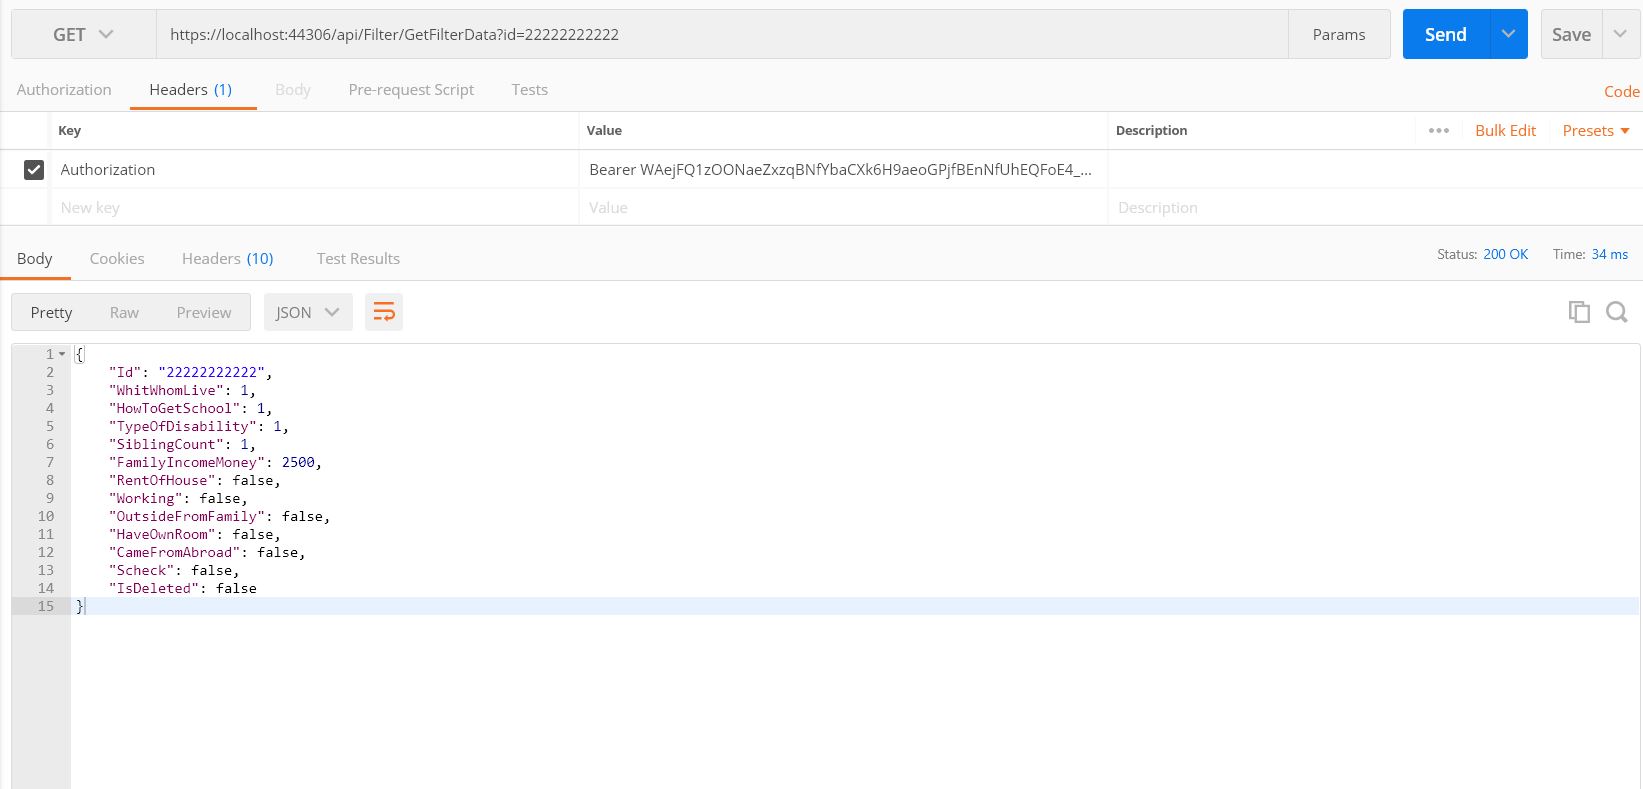 GET https://localhost:44306/api/Filter/GetFilterData?id=22222222222 Params Send Save
Authorization Headers (1) Body Pre-request Script Tests Code
Key Value Description ••• Bulk Edit Presets
Authorization Bearer WAejFQ1zOONaeZxzqBNfYbaCXk6H9aeoGPjfBEnNfUhEQFoE4_...
New key Value Description
Body Cookies Headers (10) Test Results Status: 200 OK Time: 34 ms
Pretty Raw Preview JSON
1 {
2 "Id": "22222222222",
3 "WhitWhomLive": 1,
4 "HowToGetSchool": 1,
5 "TypeOfDisability": 1,
6 "SiblingCount": 1,
7 "FamilyIncomeMoney": 2500,
8 "RentOfHouse": false,
9 "Working": false,
10 "OutsideFromFamily": false,
11 "HaveOwnRoom": false,
12 "CameFromAbroad": false,
13 "Scheck": false,
14 "IsDeleted": false
15 }